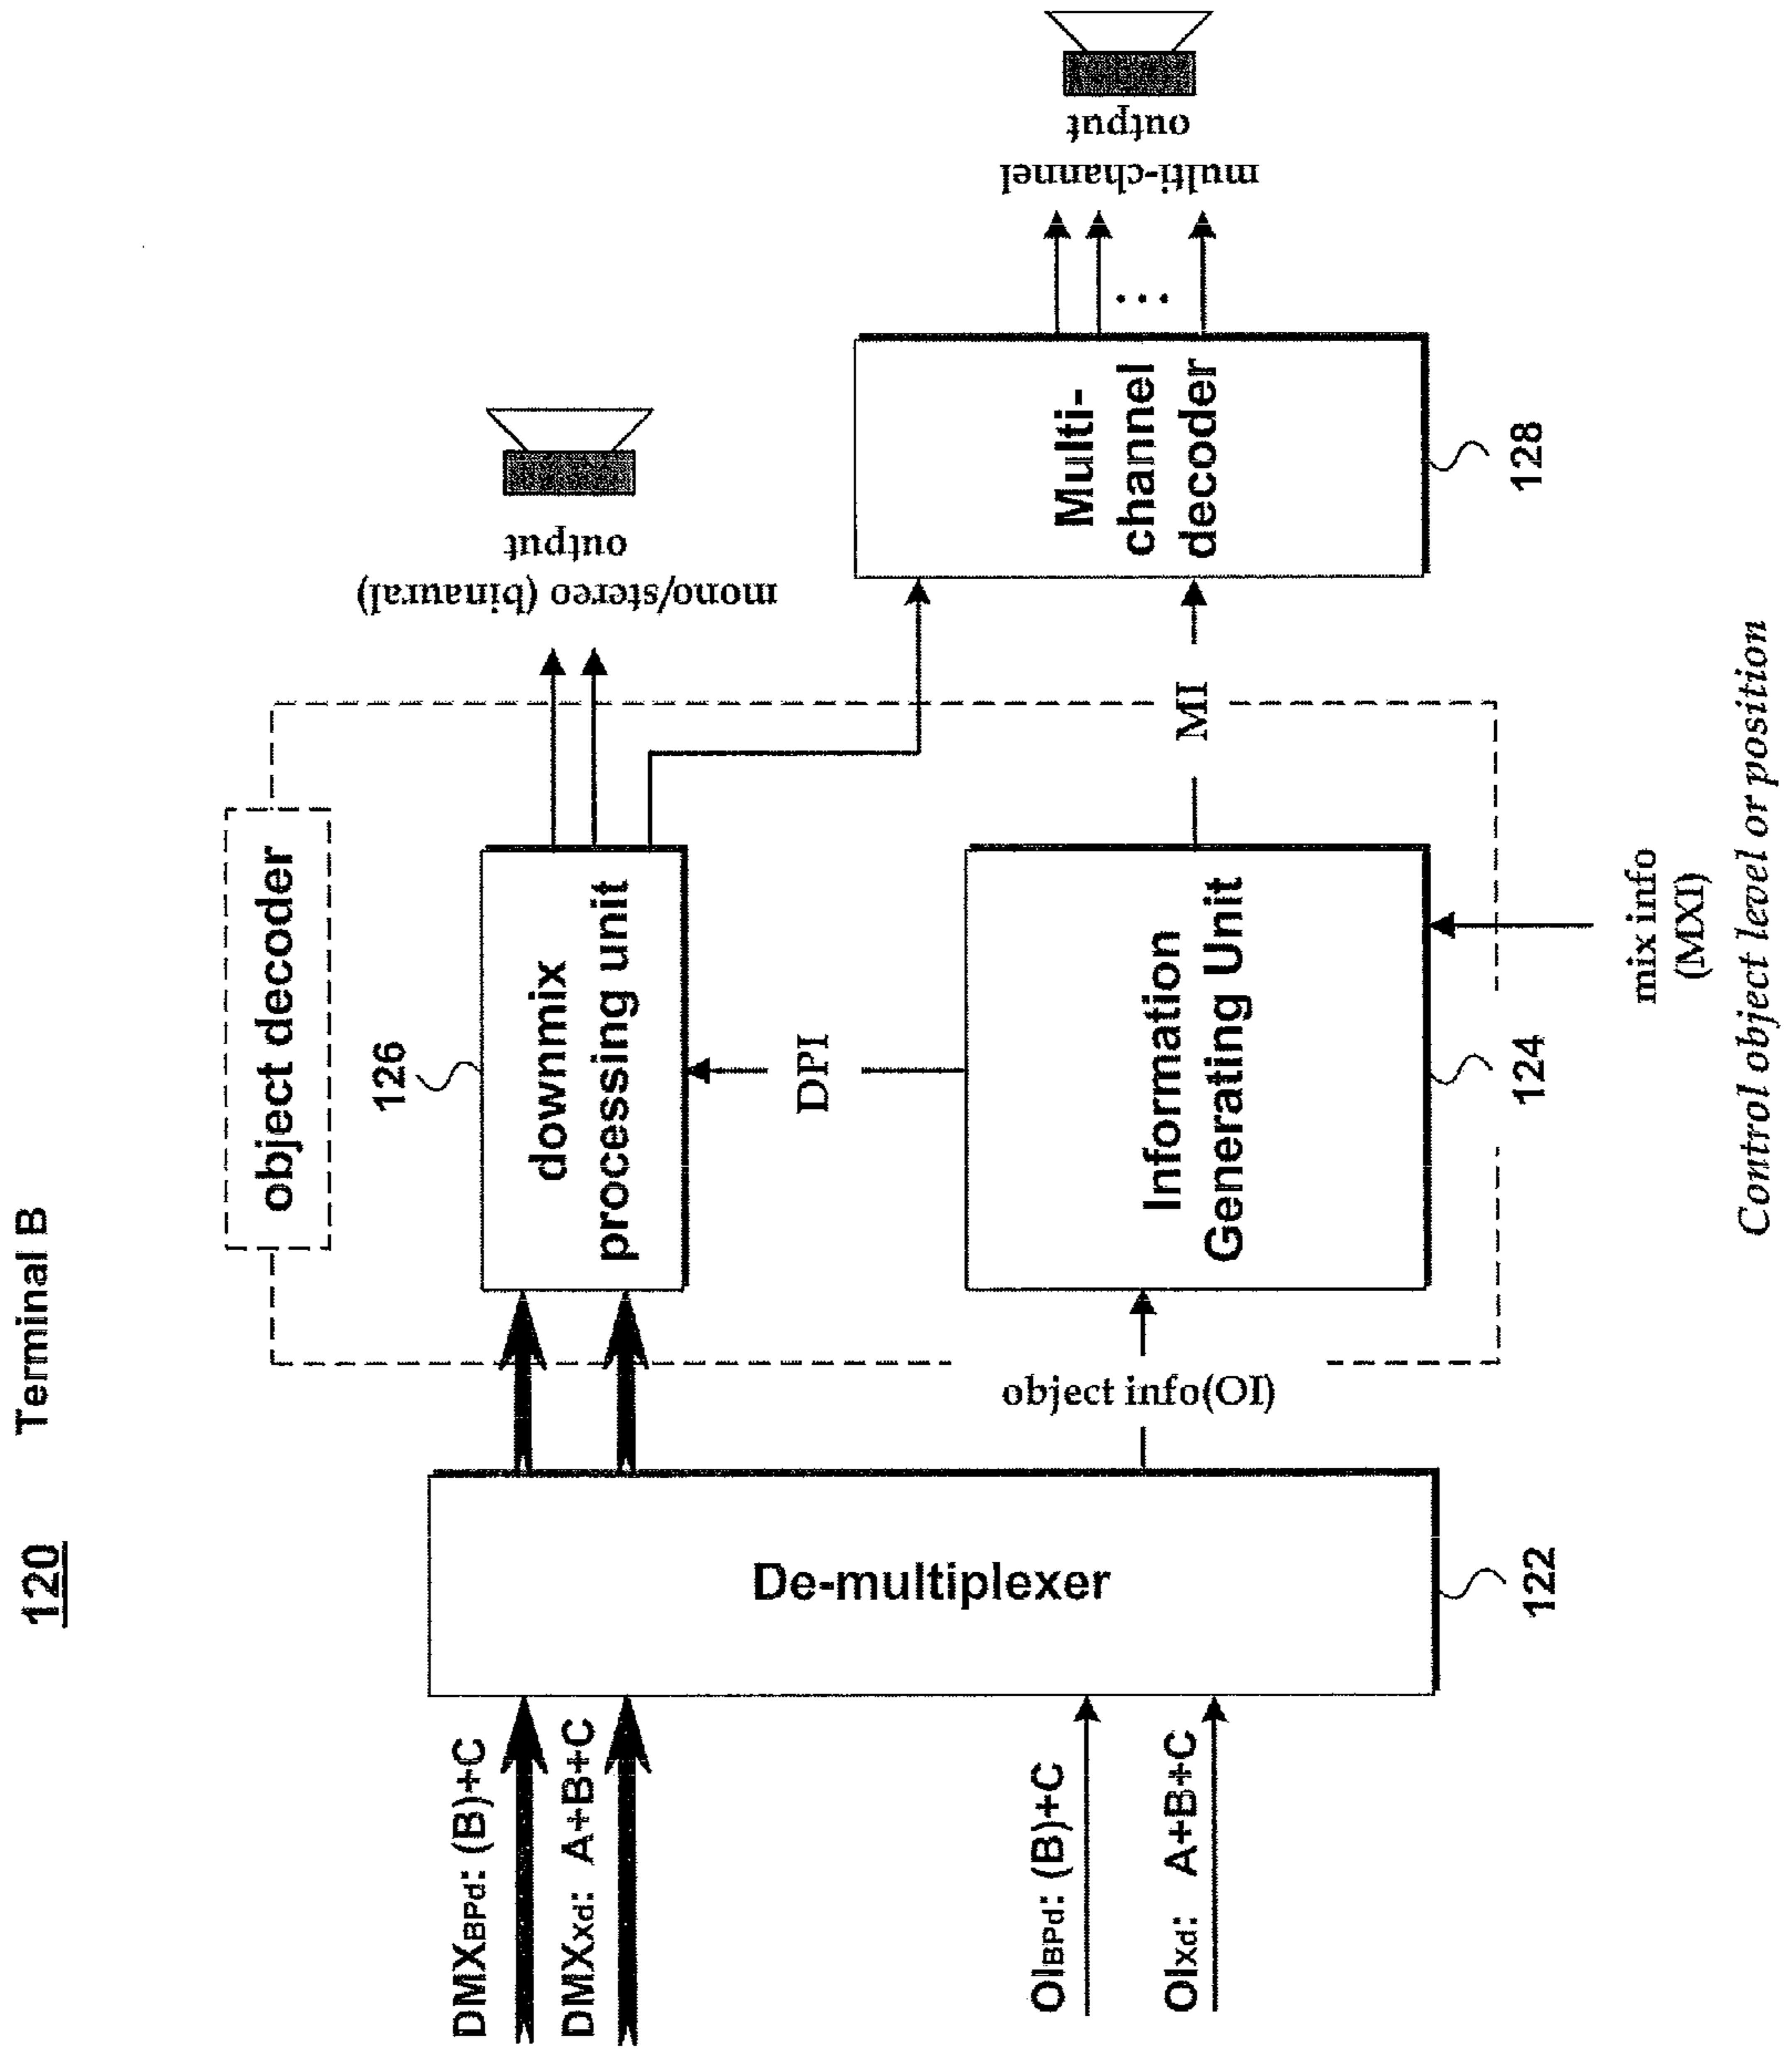 120
Terminal B
object decoder
DMXBPd: (B)+C
DMXXd: A+B+C
OIBPd: (B)+C
OIXd: A+B+C
De-multiplexer
122
object info(OI)
126
downmix
processing unit
DPI
Information
Generating Unit
124
mix info
(MXI)
Control object level or position
MI
mono/stereo (binaural)
output
Multi-
channel
decoder
128
multi-channel
output